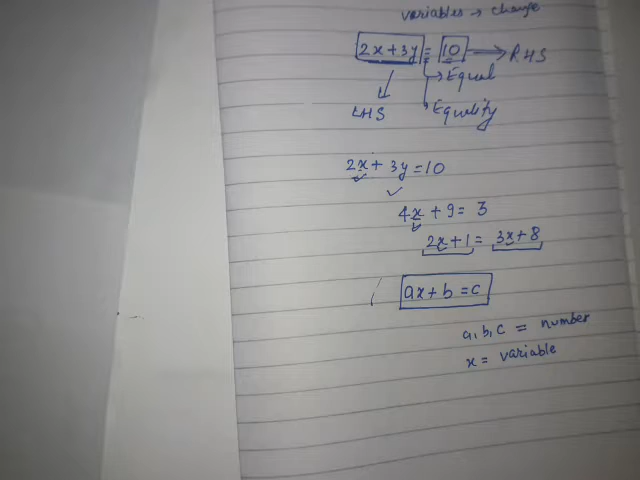 variables → change
2x+3y = 10 → RHS
→ Equal
LHS
→ Equality
2x + 3y = 10
4x + 9 = 3
2x + 1 = 3x + 8
ax + b = c
a, b, c = number
x = variable